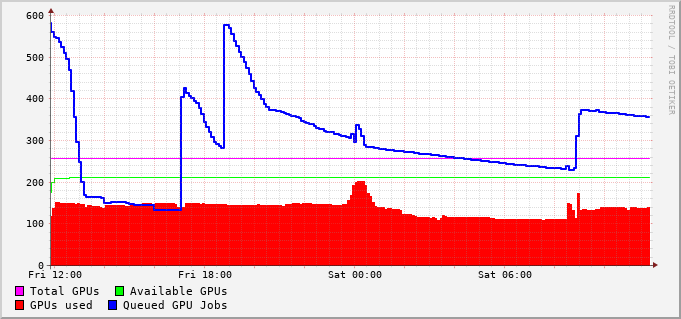 600
500
400
300
200
100
0
Fri 12:00 Fri 18:00 Sat 00:00 Sat 06:00
Total GPUs Available GPUs
GPUs used Queued GPU Jobs
RRDTOOL / TOBI OETIKER